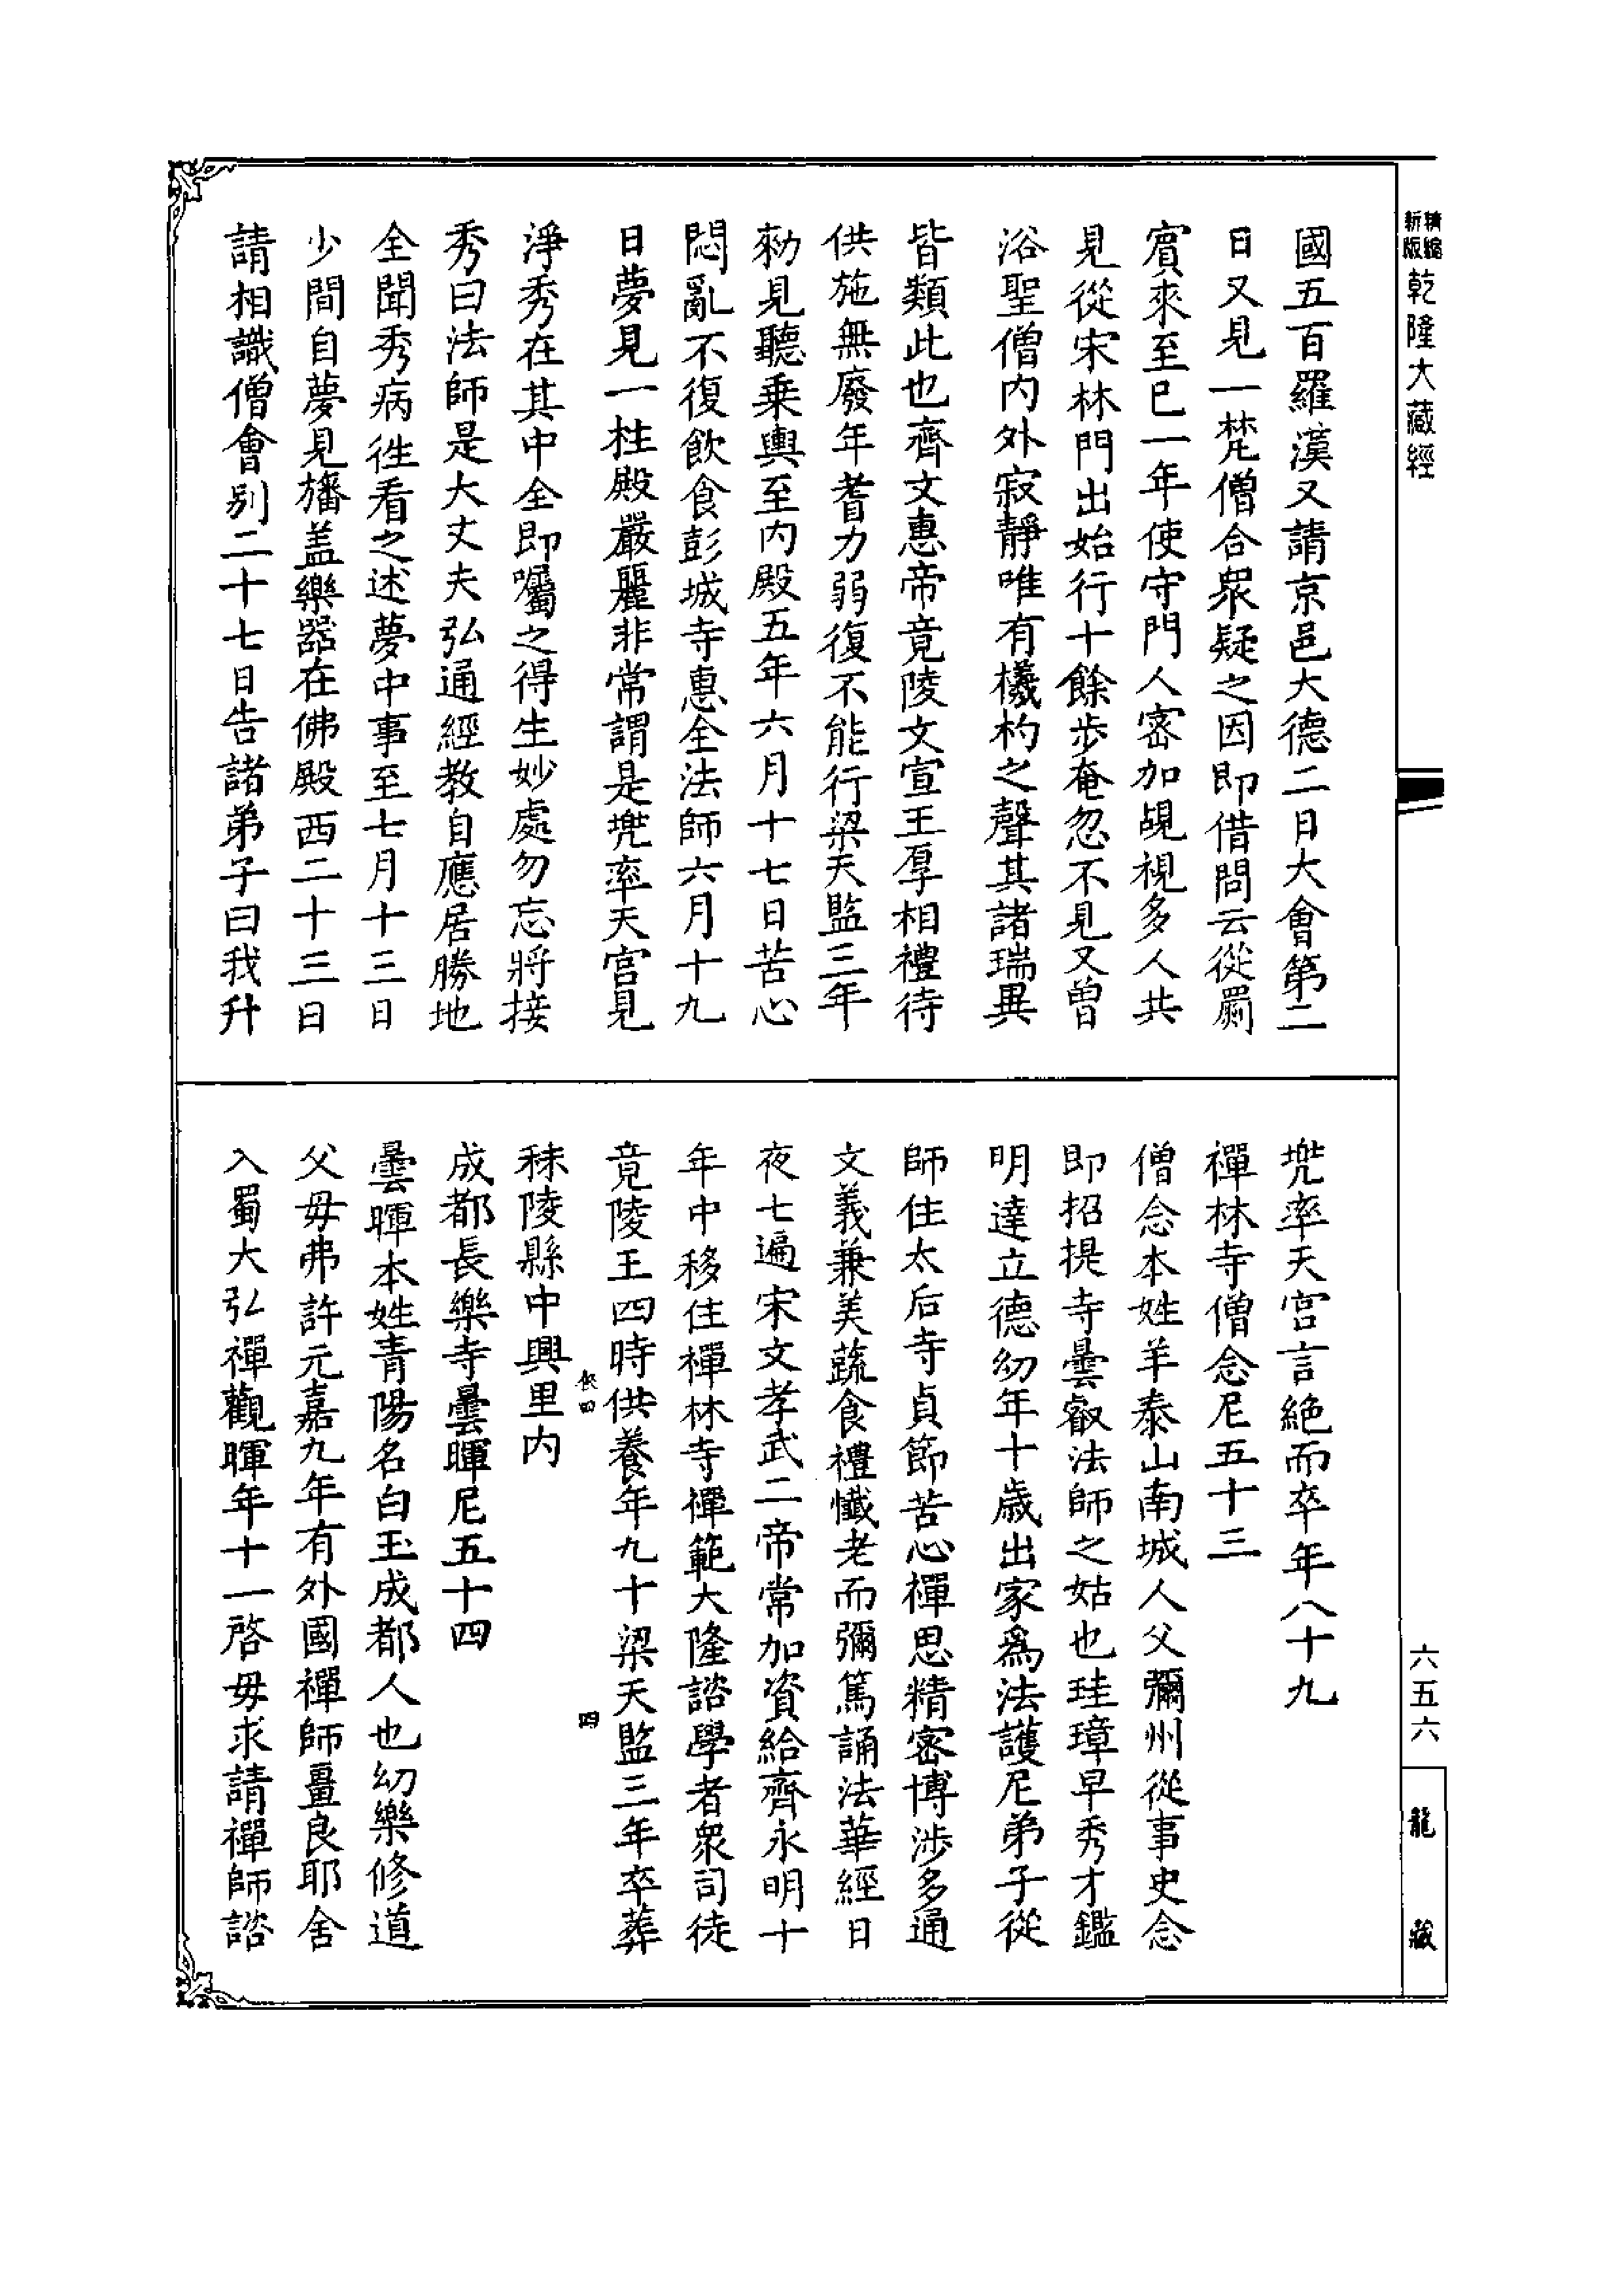 精縮新版 乾隆大藏經
國五百羅漢又請京邑大德二日大會第二
日又見一梵僧合衆疑之因即借問云從罽
賓來至已一年使守門人密加覘視多人共
見從宋林門出始行十餘步奄忽不見又曾
浴聖僧内外寂靜唯有㰕杓之聲其諸瑞異
皆類此也齊文惠帝竟陵文宣王厚相禮待
供施無廢年耆力弱復不能行梁天監三年
勑見聽乗輿至内殿五年六月十七日苦心
悶亂不復飲食彭城寺惠全法師六月十九
日夢見一柱殿嚴麗非常謂是兠率天宫見
淨秀在其中全即囑之得生妙處勿忘將接
秀曰法師是大丈夫弘通經教自應居勝地
全聞秀病徃看之述夢中事至七月十三日
少間自夢見旛盖樂器在佛殿西二十三日
請相識僧會别二十七日告諸弟子曰我升
兠率天宫言絶而卒年八十九
禪林寺僧念尼五十三
僧念本姓羊泰山南城人父彌州從事史念
即招提寺曇叡法師之姑也珪璋早秀才鑑
明達立德幼年十歳出家爲法護尼弟子從
師住太后寺貞節苦心禪思精密博涉多通
文義兼美蔬食禮懺老而彌篤誦法華經日
夜七遍宋文孝武二帝常加資給齊永明十
年中移住禪林寺禪範大隆諮學者衆司徒
竟陵王四時供養年九十梁天監三年卒葬
四
秣陵縣中興里内
成都長樂寺曇暉尼五十四
曇暉本姓青陽名白玉成都人也幼樂修道
父毋弗許元嘉九年有外國禪師畺良耶舍
入蜀大弘禪觀暉年十一啓毋求請禪師諮
六五六
龍藏